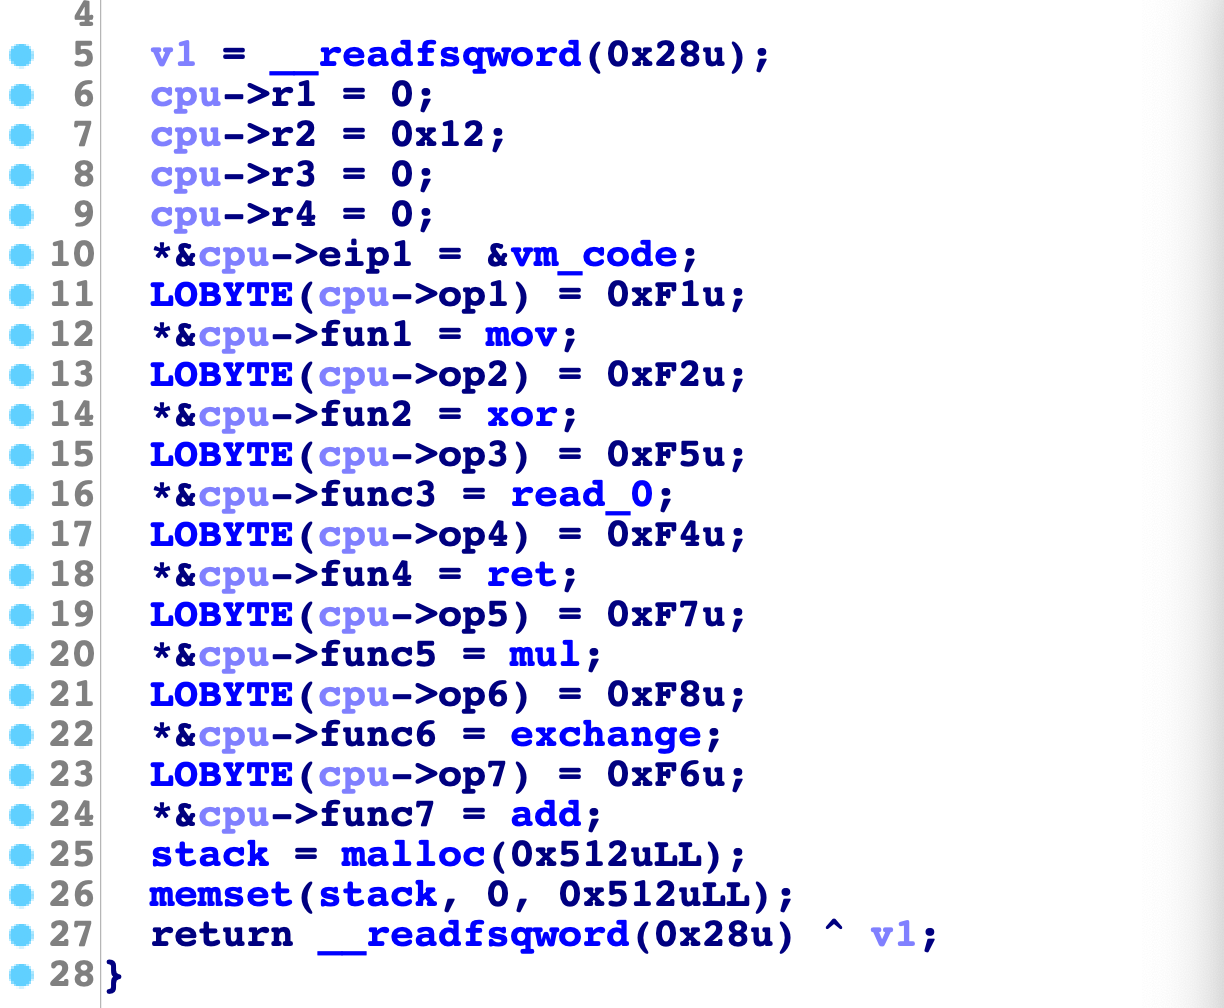 4
5 v1 = __readfsqword(0x28u);
6 cpu->r1 = 0;
7 cpu->r2 = 0x12;
8 cpu->r3 = 0;
9 cpu->r4 = 0;
10 *&cpu->eip1 = &vm_code;
11 LOBYTE(cpu->op1) = 0xF1u;
12 *&cpu->fun1 = mov;
13 LOBYTE(cpu->op2) = 0xF2u;
14 *&cpu->fun2 = xor;
15 LOBYTE(cpu->op3) = 0xF5u;
16 *&cpu->func3 = read_0;
17 LOBYTE(cpu->op4) = 0xF4u;
18 *&cpu->fun4 = ret;
19 LOBYTE(cpu->op5) = 0xF7u;
20 *&cpu->func5 = mul;
21 LOBYTE(cpu->op6) = 0xF8u;
22 *&cpu->func6 = exchange;
23 LOBYTE(cpu->op7) = 0xF6u;
24 *&cpu->func7 = add;
25 stack = malloc(0x512uLL);
26 memset(stack, 0, 0x512uLL);
27 return __readfsqword(0x28u) ^ v1;
28 }